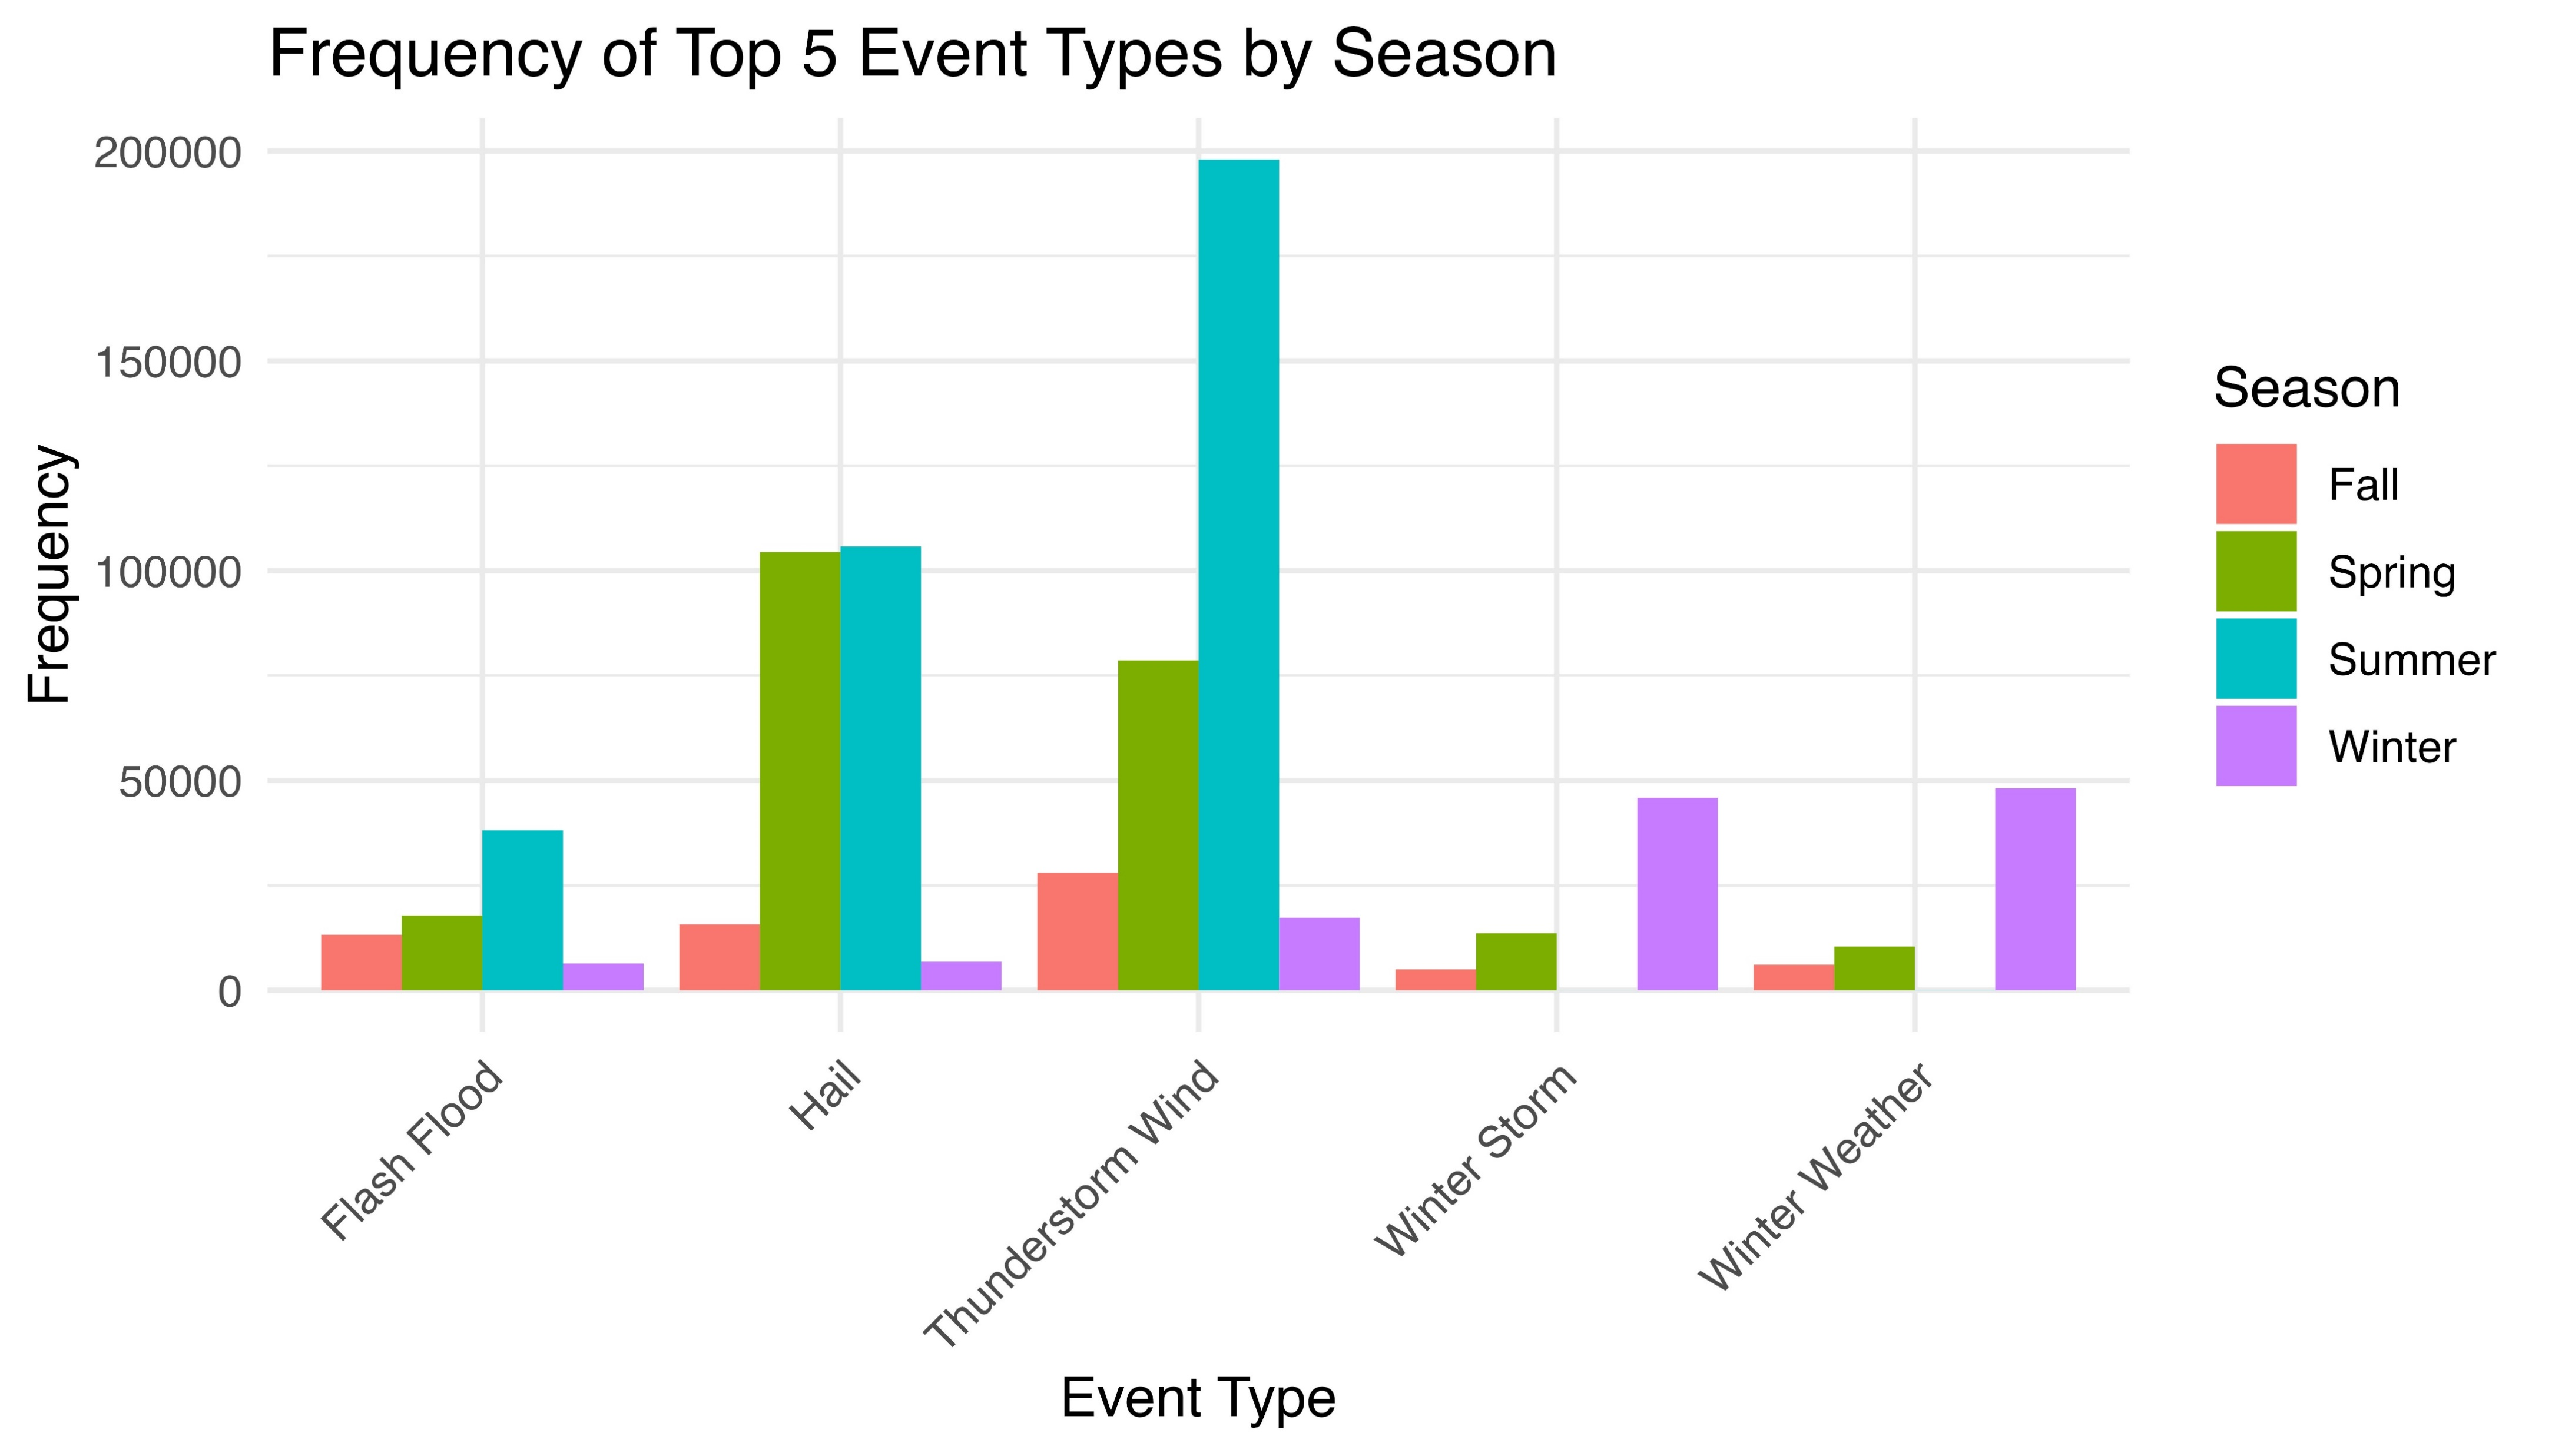 Frequency of Top 5 Event Types by Season
Frequency
200000
150000
100000
50000
0
Flash Flood
Hail
Thunderstorm Wind
Winter Storm
Winter Weather
Event Type
Season
Fall
Spring
Summer
Winter